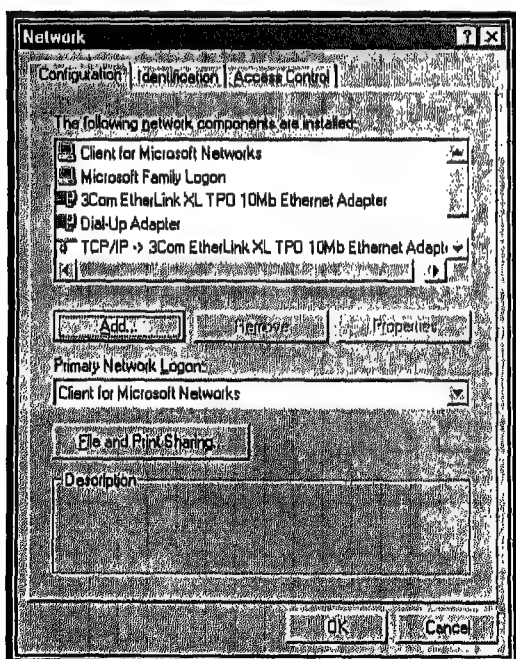 Network
Configuration Identification Access Control
The following network components are installed:
Client for Microsoft Networks
Microsoft Family Logon
3Com EtherLink XL TPO 10Mb Ethernet Adapter
Dial-Up Adapter
TCP/IP -> 3Com EtherLink XL TPO 10Mb Ethernet Adapt
Add... Remove Properties
Primary Network Logon:
Client for Microsoft Networks
File and Print Sharing...
Description
OK Cancel